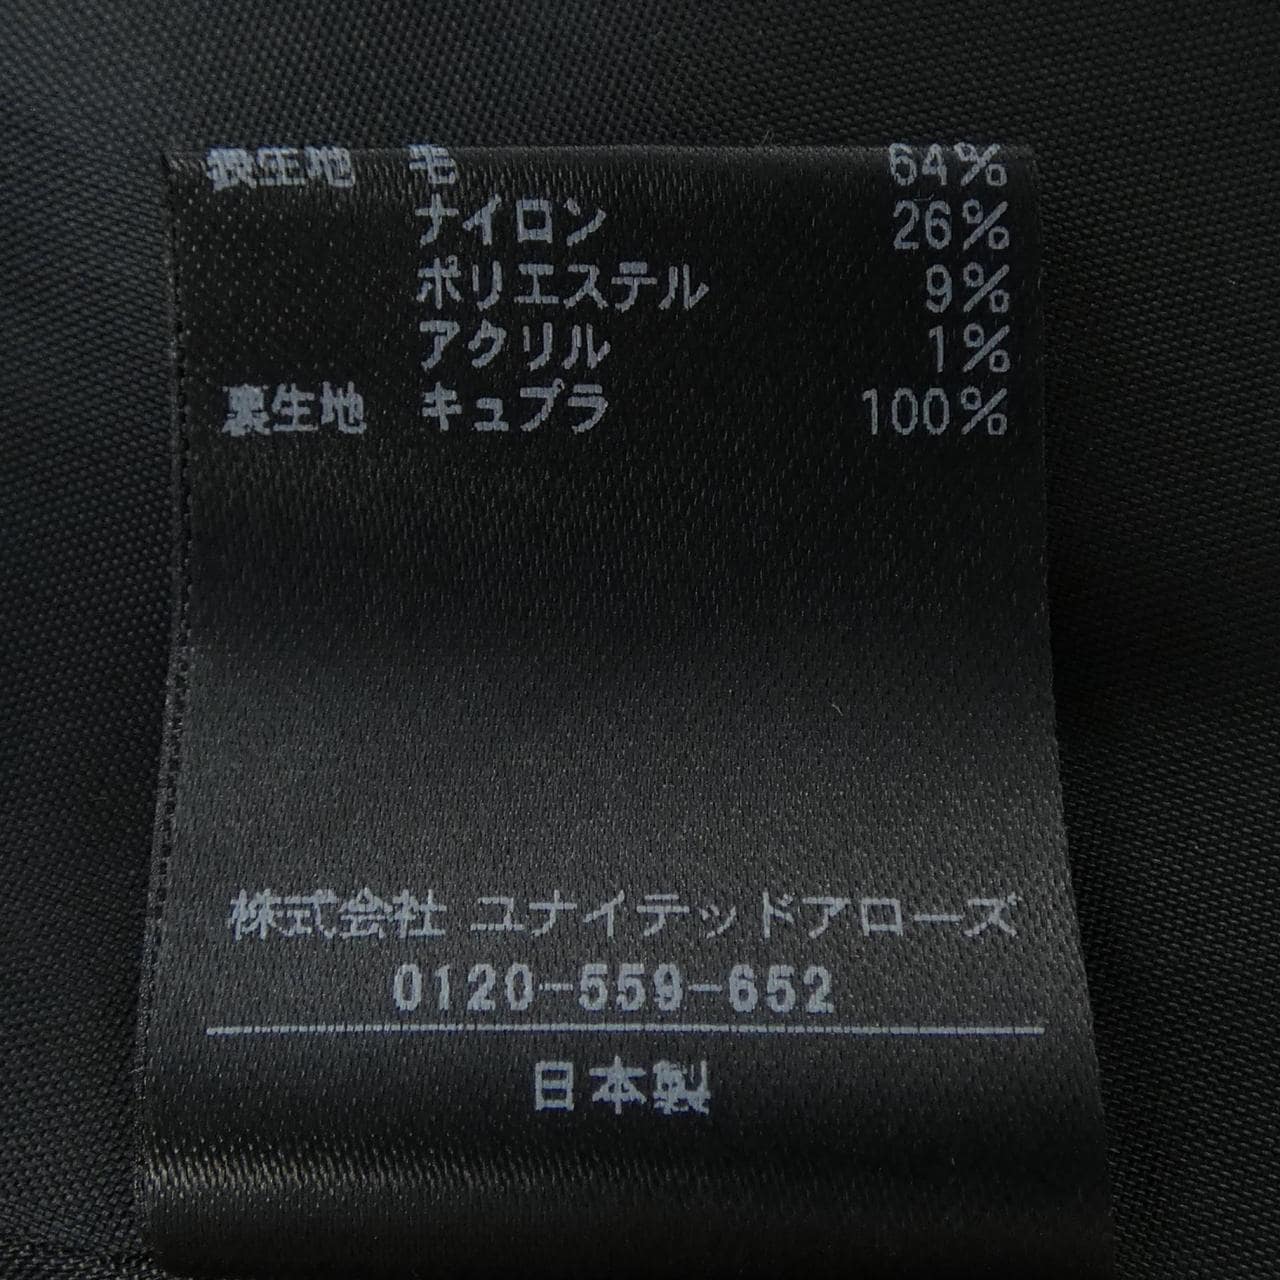 表生地 毛 64%
ナイロン 26%
ポリエステル 9%
アクリル 1%
裏生地 キュプラ 100%
株式会社 ユナイテッドアローズ
0120-559-652
日本製